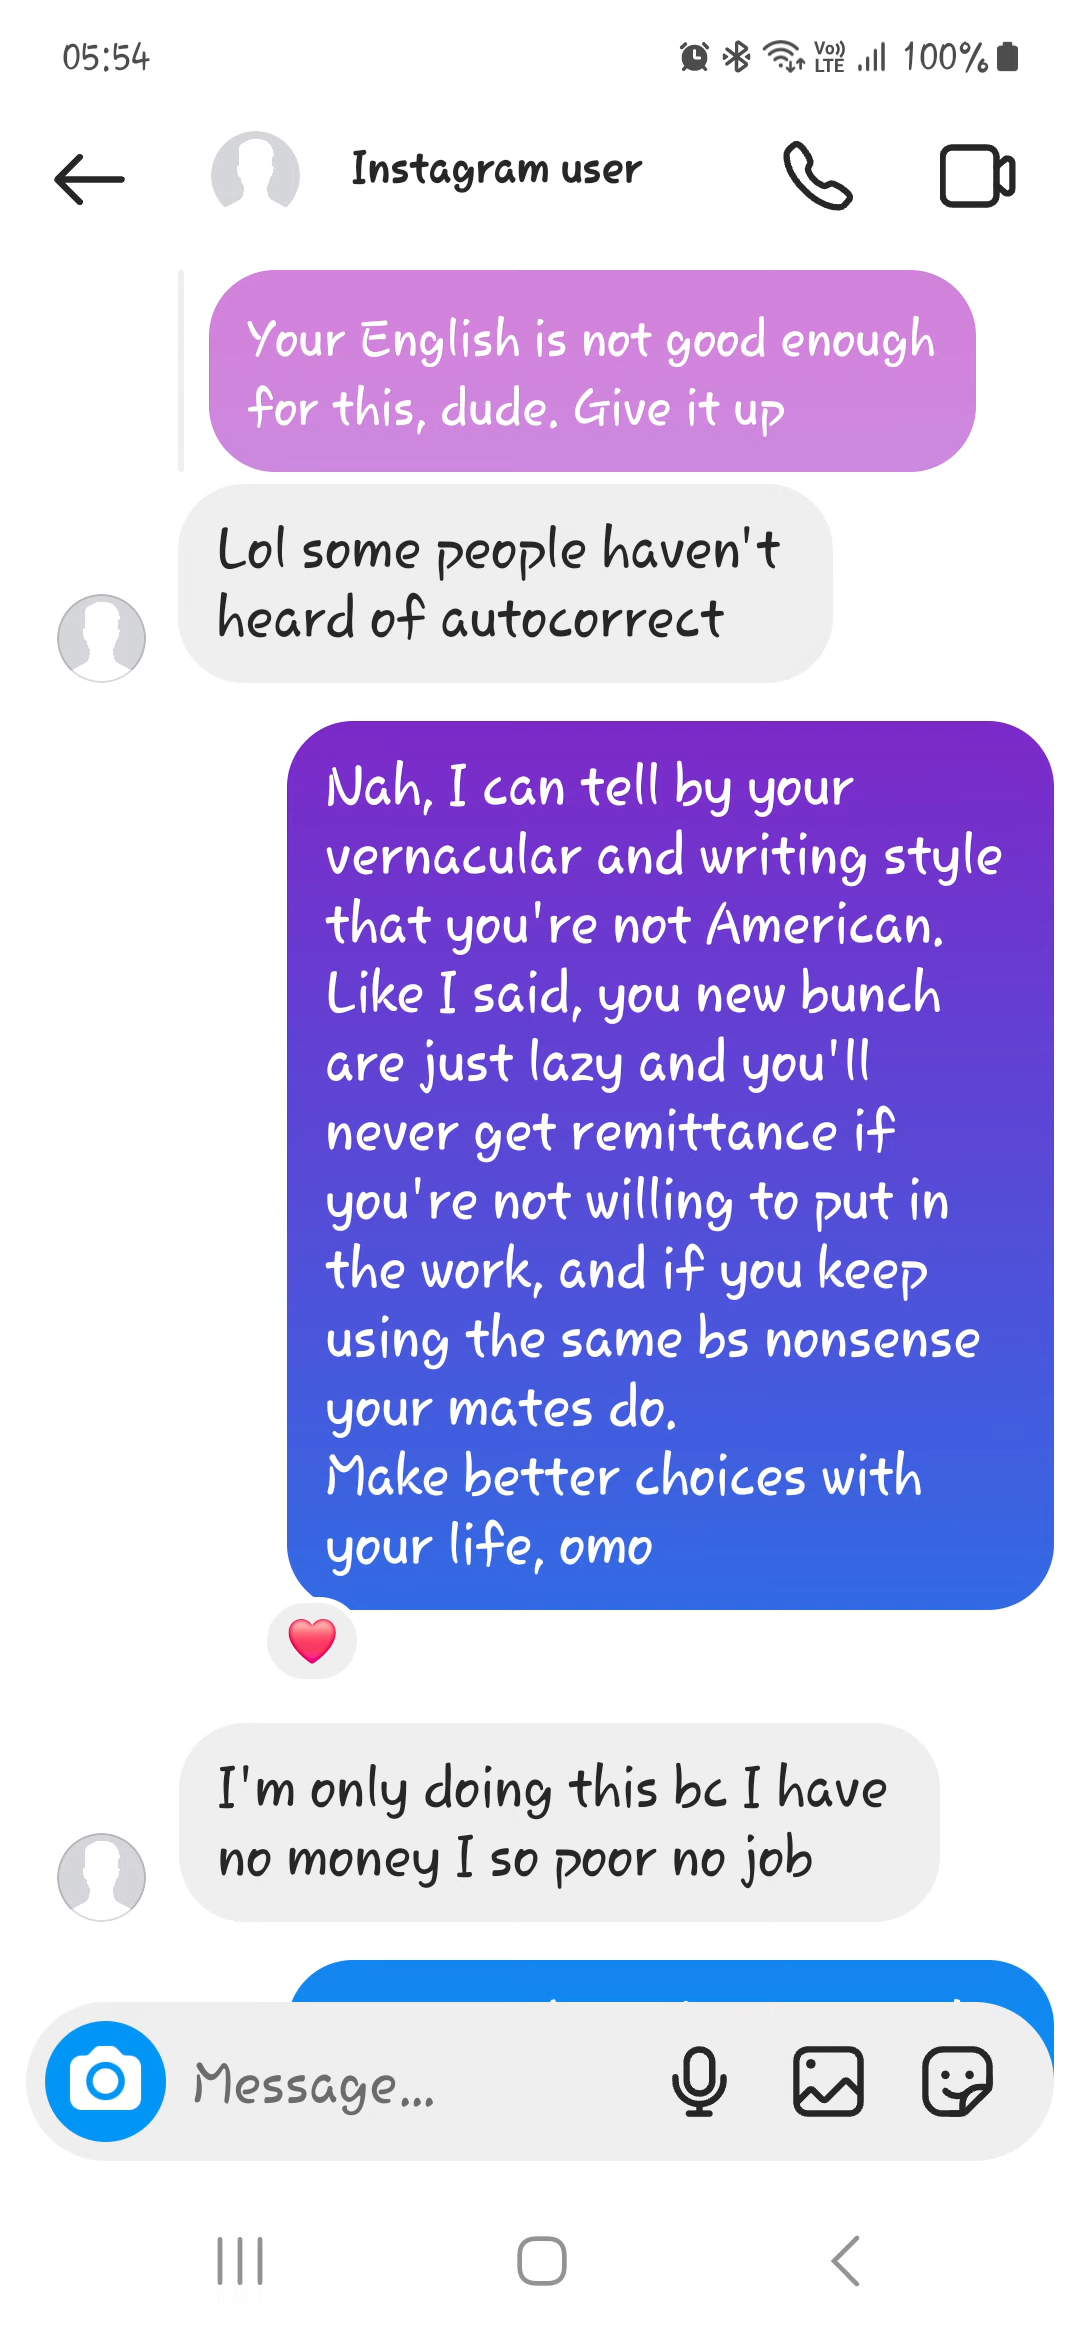 05:54
Vo))
LTE
100%
Instagram user
Your English is not good enough
for this, dude. Give it up
Lol some people haven't
heard of autocorrect
Nah, I can tell by your
vernacular and writing style
that you're not American.
Like I said, you new bunch
are just lazy and you'll
never get remittance if
you're not willing to put in
the work, and if you keep
using the same bs nonsense
your mates do.
Make better choices with
your life, omo
I'm only doing this bc I have
no money I so poor no job
Message...